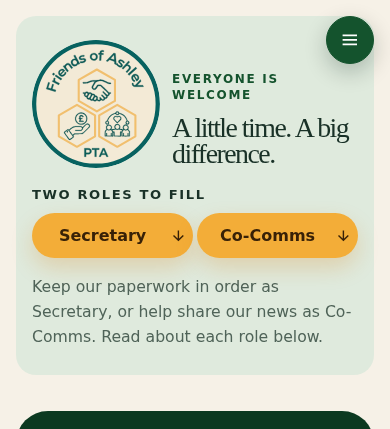 Friends of Ashley
£
PTA
EVERYONE IS
WELCOME
A little time. A big
difference.
TWO ROLES TO FILL
Secretary ↓
Co-Comms ↓
Keep our paperwork in order as
Secretary, or help share our news as Co-
Comms. Read about each role below.